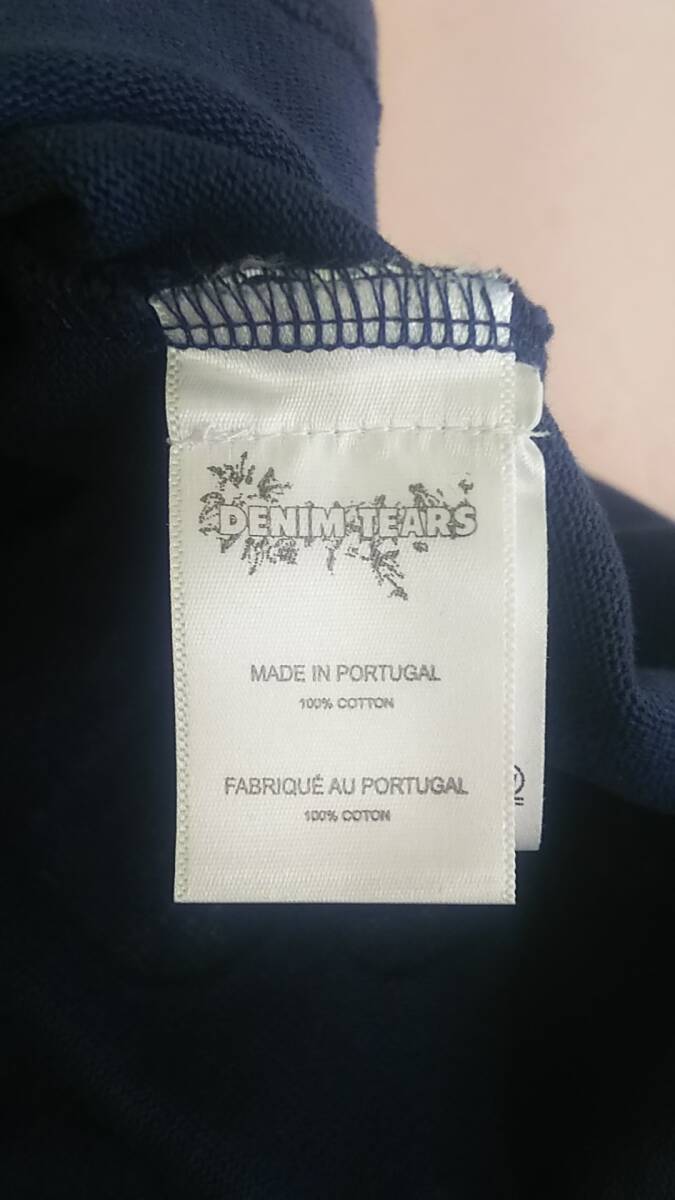 DENIM TEARS
MADE IN PORTUGAL
100% COTTON
FABRIQUÉ AU PORTUGAL
100% COTON